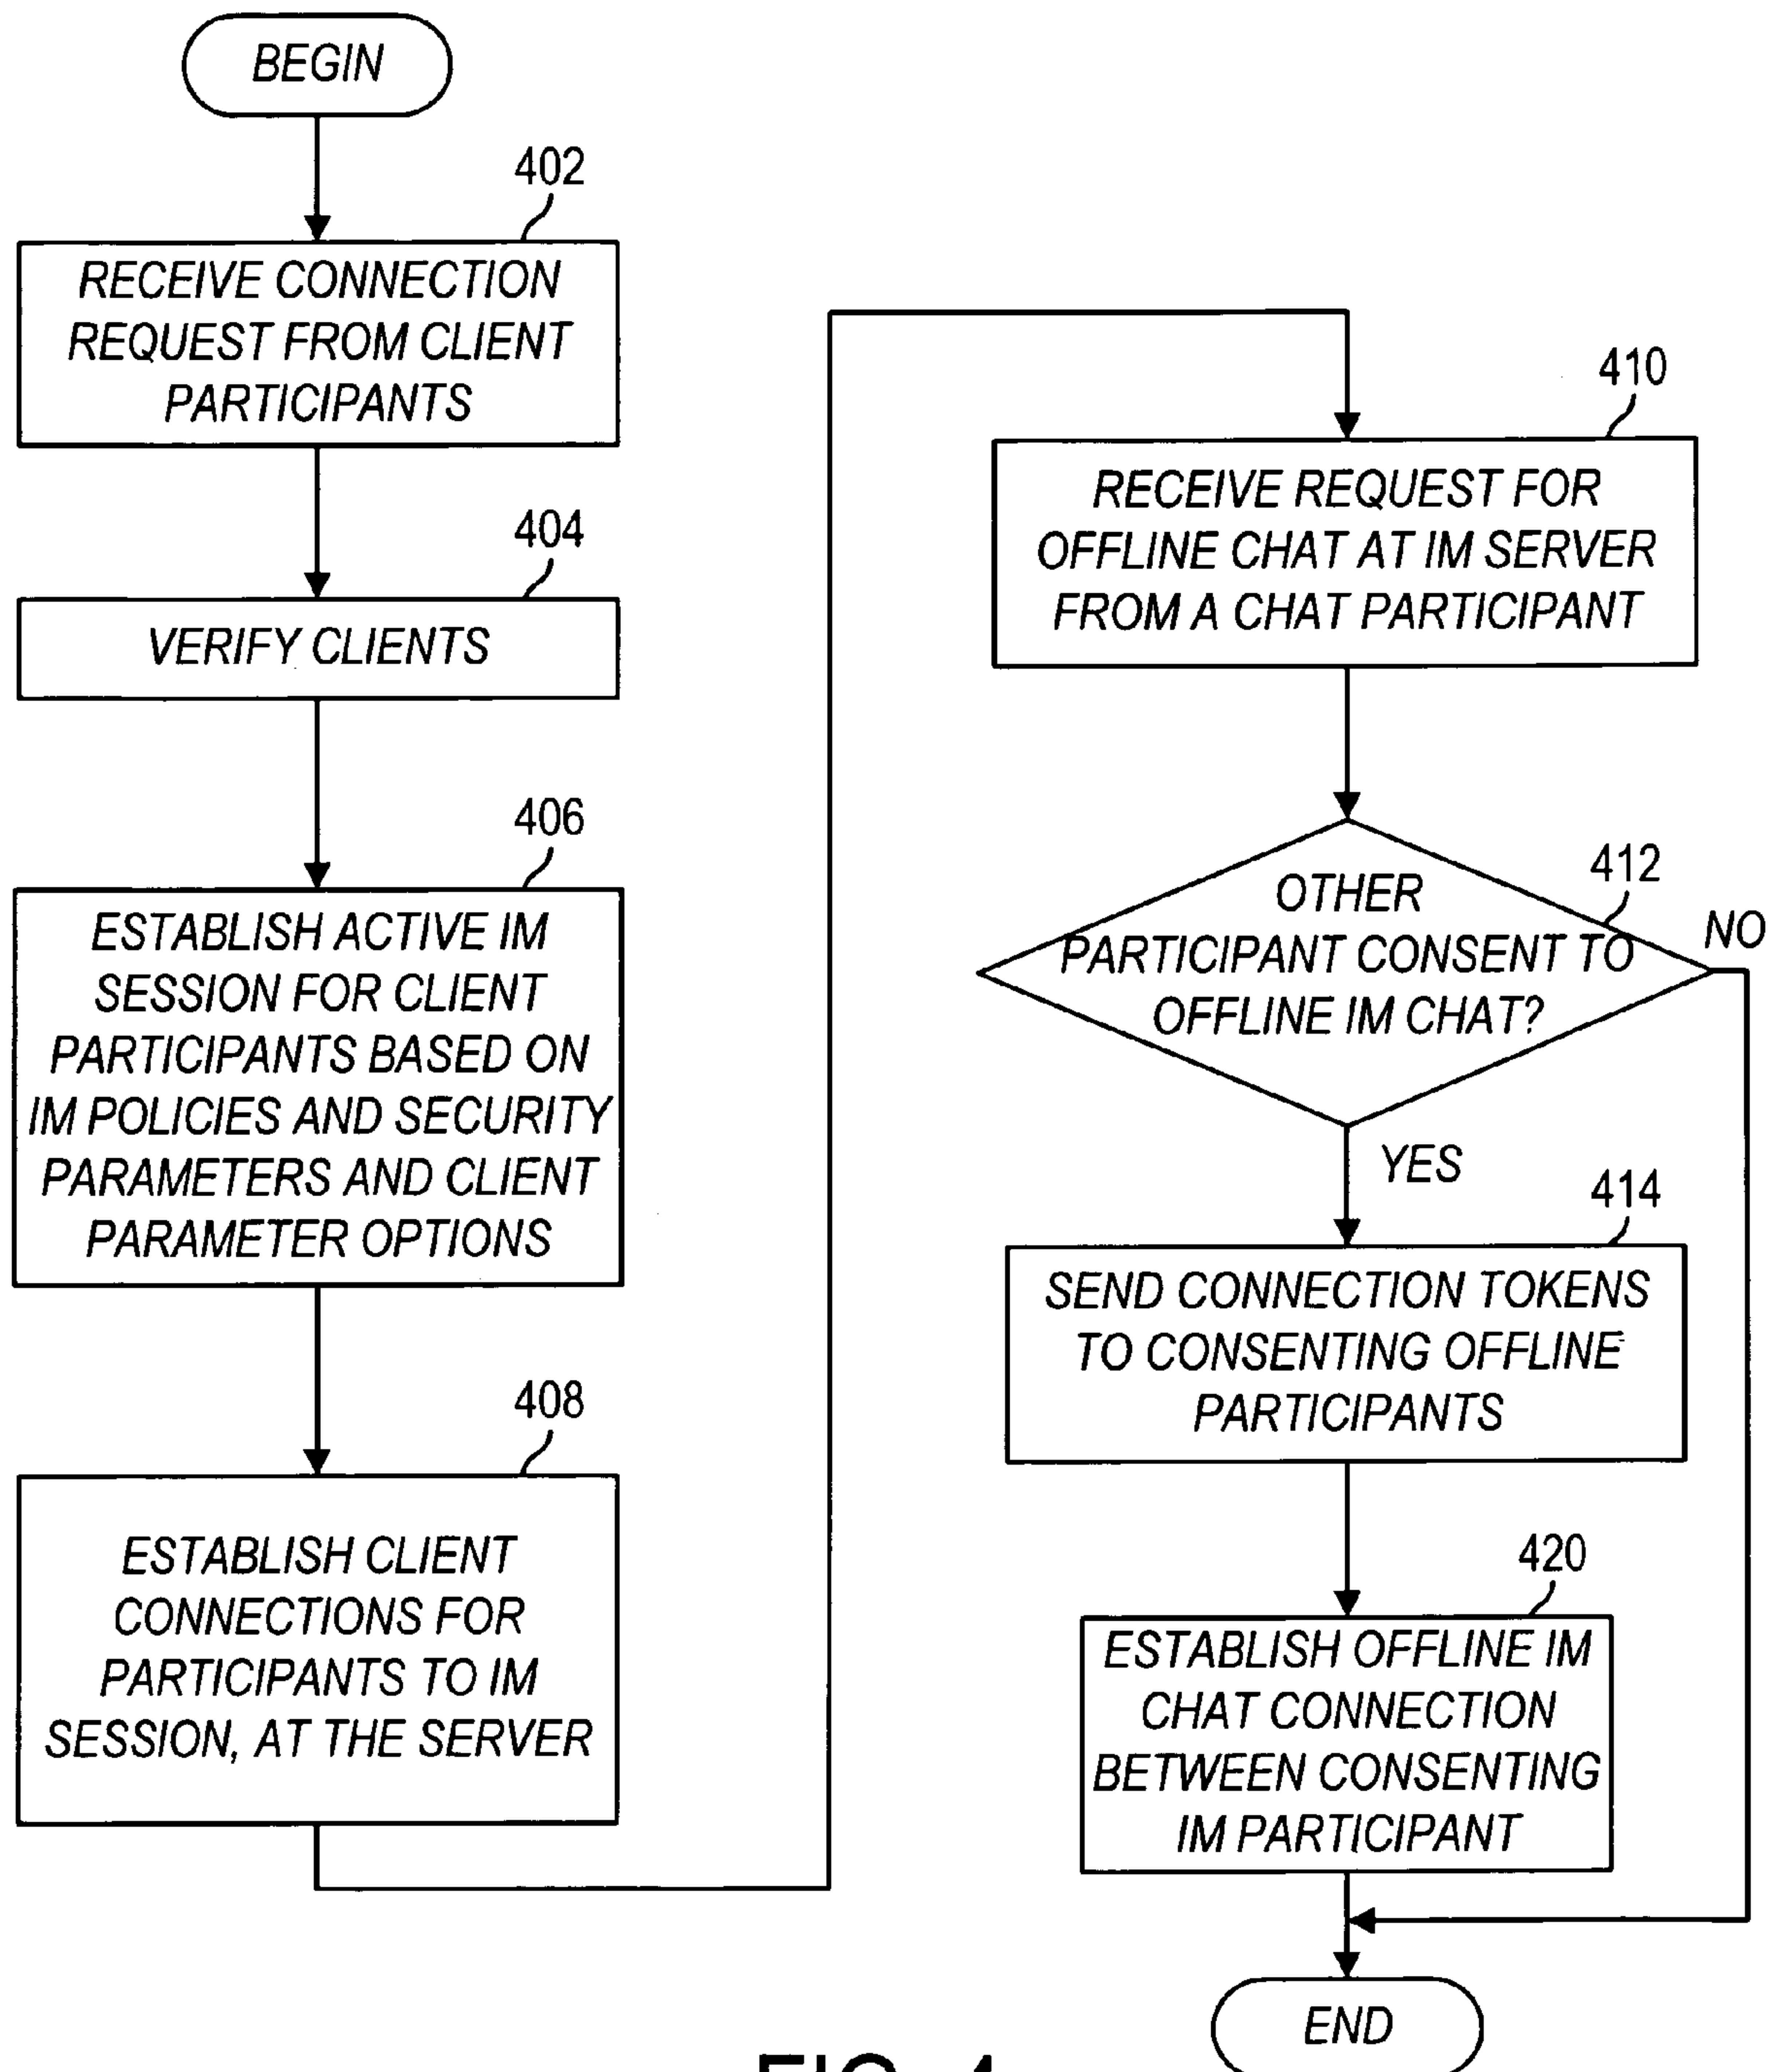 BEGIN
402
RECEIVE CONNECTION
REQUEST FROM CLIENT
PARTICIPANTS
404
VERIFY CLIENTS
406
ESTABLISH ACTIVE IM
SESSION FOR CLIENT
PARTICIPANTS BASED ON
IM POLICIES AND SECURITY
PARAMETERS AND CLIENT
PARAMETER OPTIONS
408
ESTABLISH CLIENT
CONNECTIONS FOR
PARTICIPANTS TO IM
SESSION, AT THE SERVER
410
RECEIVE REQUEST FOR
OFFLINE CHAT AT IM SERVER
FROM A CHAT PARTICIPANT
412
OTHER
PARTICIPANT CONSENT TO
OFFLINE IM CHAT?
NO
YES
414
SEND CONNECTION TOKENS
TO CONSENTING OFFLINE
PARTICIPANTS
420
ESTABLISH OFFLINE IM
CHAT CONNECTION
BETWEEN CONSENTING
IM PARTICIPANT
END